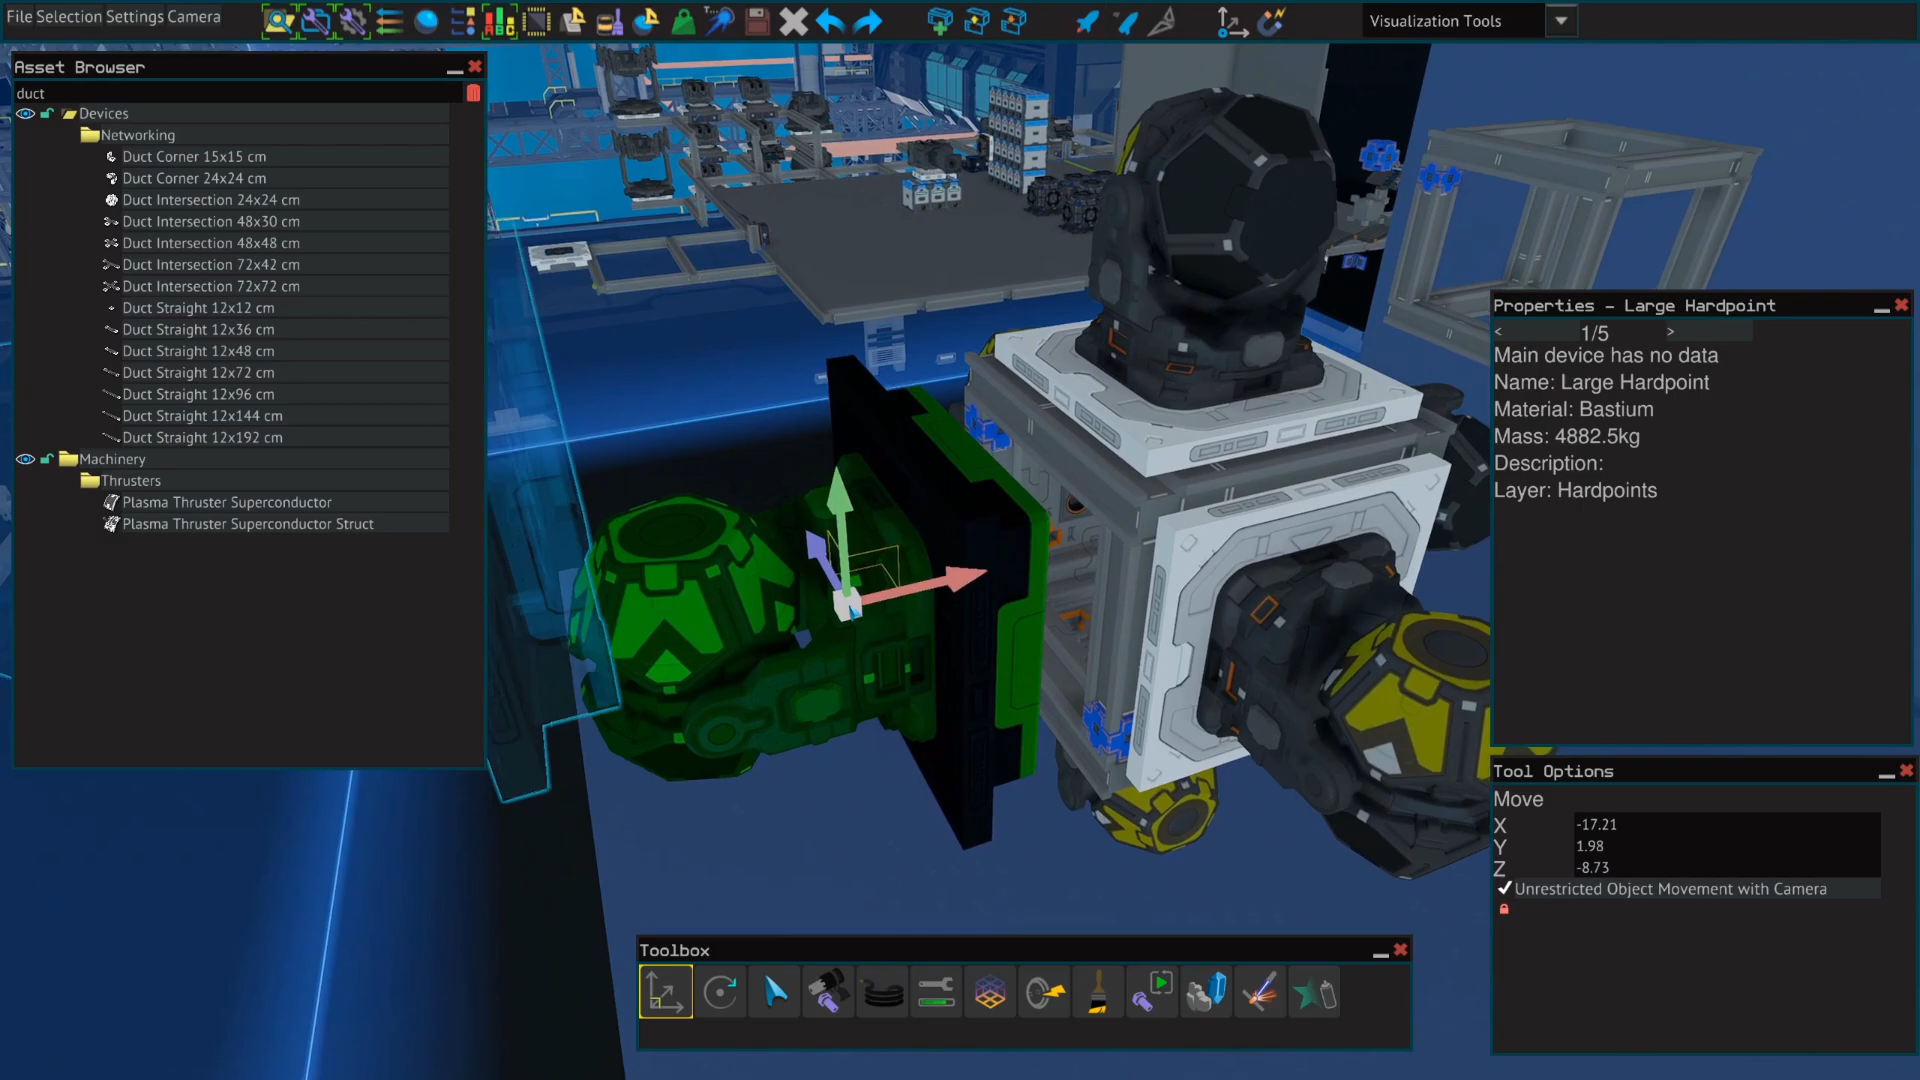 File Selection Settings Camera
ABC
Visualization Tools
Asset Browser
duct
Devices
Networking
Duct Corner 15x15 cm
Duct Corner 24x24 cm
Duct Intersection 24x24 cm
Duct Intersection 48x30 cm
Duct Intersection 48x48 cm
Duct Intersection 72x42 cm
Duct Intersection 72x72 cm
Duct Straight 12x12 cm
Duct Straight 12x36 cm
Duct Straight 12x48 cm
Duct Straight 12x72 cm
Duct Straight 12x96 cm
Duct Straight 12x144 cm
Duct Straight 12x192 cm
Machinery
Thrusters
Plasma Thruster Superconductor
Plasma Thruster Superconductor Struct
Properties - Large Hardpoint
< 1/5 >
Main device has no data
Name: Large Hardpoint
Material: Bastium
Mass: 4882.5kg
Description:
Layer: Hardpoints
Tool Options
Move
X -17.21
Y 1.98
Z -8.73
Unrestricted Object Movement with Camera
Toolbox